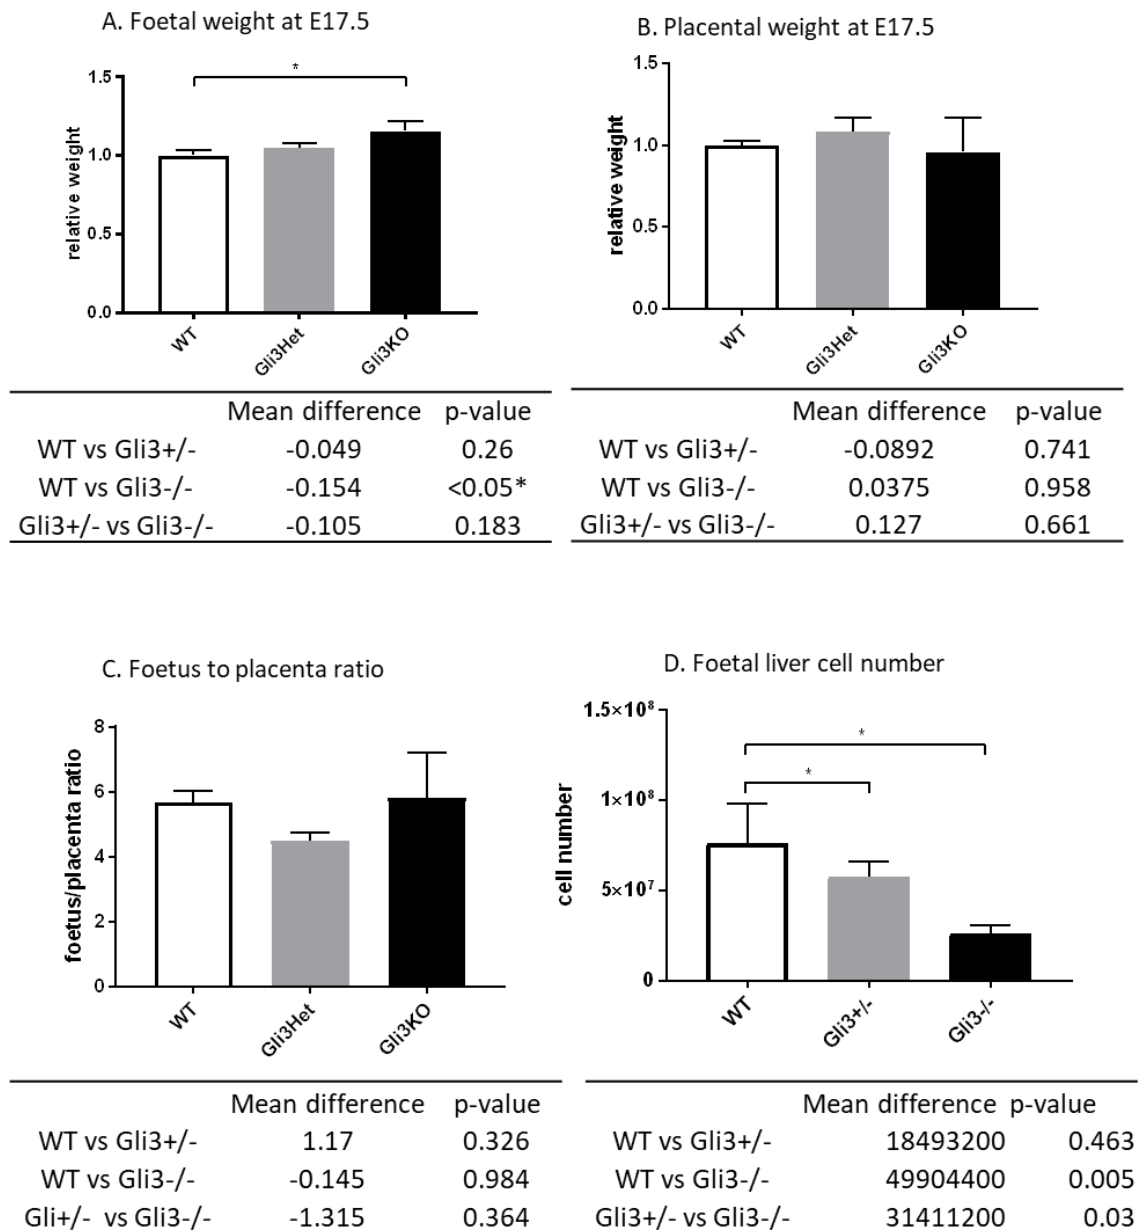 A. Foetal weight at E17.5
*
relative weight
1.5
1.0
0.5
0.0
WT
Gli3Het
Gli3KO
Mean difference p-value
WT vs Gli3+/- -0.049 0.26
WT vs Gli3-/- -0.154 <0.05*
Gli3+/- vs Gli3-/- -0.105 0.183
B. Placental weight at E17.5
relative weight
1.5
1.0
0.5
0.0
WT
Gli3Het
Gli3KO
Mean difference p-value
WT vs Gli3+/- -0.0892 0.741
WT vs Gli3-/- 0.0375 0.958
Gli3+/- vs Gli3-/- 0.127 0.661
C. Foetus to placenta ratio
foetus/placenta ratio
8
6
4
2
0
WT
Gli3Het
Gli3KO
Mean difference p-value
WT vs Gli3+/- 1.17 0.326
WT vs Gli3-/- -0.145 0.984
Gli+/- vs Gli3-/- -1.315 0.364
D. Foetal liver cell number
*
*
cell number
1.5×10⁸
1×10⁸
5×10⁷
0
WT
Gli3+/-
Gli3-/-
Mean difference p-value
WT vs Gli3+/- 18493200 0.463
WT vs Gli3-/- 49904400 0.005
Gli3+/- vs Gli3-/- 31411200 0.03